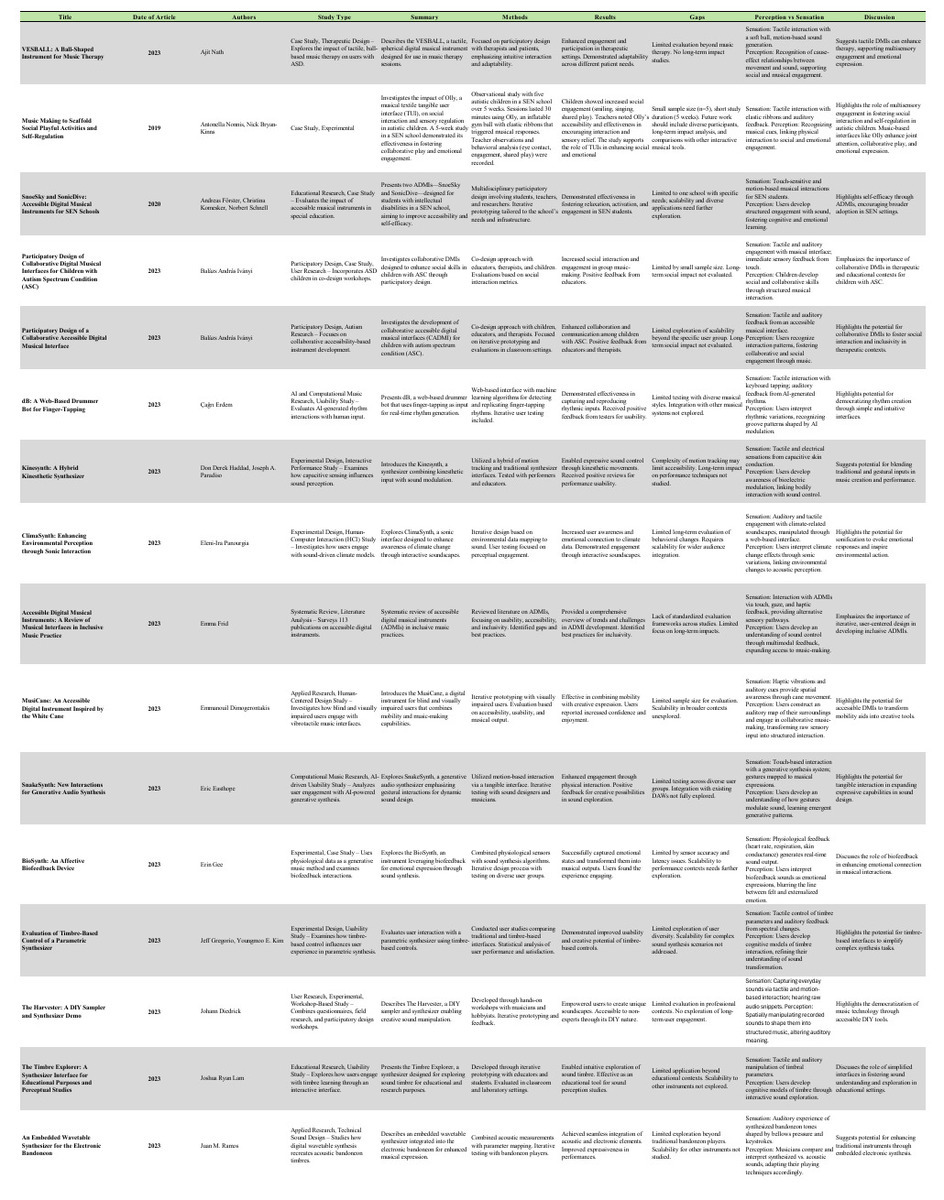 Title Date of Article Authors Study Type Summary Methods Results Gaps Perception vs Sensation Discussion
VESBALL: A Ball-Shaped
Instrument for Music Therapy
2023
Ajit Nath
Case Study, Therapeutic Design –
Explores the impact of tactile, ball-
based music therapy on users with
ASD.
Describes the VESBALL, a tactile,
spherical digital musical instrument
designed for use in music therapy
sessions.
Focused on participatory design
with therapists and patients,
emphasizing intuitive interaction
and adaptability.
Enhanced engagement and
participation in therapeutic
settings. Demonstrated adaptability
across different patient needs.
Limited evaluation beyond music
therapy. No long-term impact
studies.
Sensation: Tactile interaction with
a soft ball, motion-based sound
generation.
Perception: Recognition of cause-
effect relationships between
movement and sound, supporting
social and musical engagement.
Suggests tactile DMIs can enhance
therapy, supporting multisensory
engagement and emotional
expression.
Music Making to Scaffold
Social Playful Activities and
Self-Regulation
2019
Antonella Nonnis, Nick Bryan-
Kinns
Case Study, Experimental
Investigates the impact of Olly, a
musical textile tangible user
interface (TUI), on social
interaction and sensory regulation
in autistic children. A 5-week study
in a SEN school demonstrated its
effectiveness in fostering
collaborative play and emotional
engagement.
Observational study with five
autistic children in a SEN school
over 5 weeks. Sessions lasted 30
minutes using Olly, an inflatable
gym ball with elastic ribbons that
triggered musical responses.
Teacher observations and
behavioral analysis (eye contact,
engagement, shared play) were
recorded.
Children showed increased social
engagement (smiling, singing,
shared play). Teachers noted Olly's
accessibility and effectiveness in
encouraging interaction and
sensory relief. The study supports
the role of TUIs in enhancing social
and emotional
Small sample size (n=5), short study
duration (5 weeks). Future work
should include diverse participants,
long-term impact analysis, and
comparisons with other interactive
musical tools.
Sensation: Tactile interaction with
elastic ribbons and auditory
feedback. Perception: Recognizing
musical cues, linking physical
interaction to social and emotional
engagement.
Highlights the role of multisensory
engagement in fostering social
interaction and self-regulation in
autistic children. Music-based
interfaces like Olly enhance joint
attention, collaborative play, and
emotional expression.
SnoeSky and SonicDive:
Accessible Digital Musical
Instruments for SEN Schools
2020
Andreas Förster, Christina
Komesker, Norbert Schnell
Educational Research, Case Study
– Evaluates the impact of
accessible musical instruments in
special education.
Presents two ADMIs—SnoeSky
and SonicDive—designed for
students with intellectual
disabilities in a SEN school,
aiming to improve accessibility and
self-efficacy.
Multidisciplinary participatory
design involving students, teachers,
and researchers. Iterative
prototyping tailored to the school's
needs and infrastructure.
Demonstrated effectiveness in
fostering relaxation, activation, and
engagement in SEN students.
Limited to one school with specific
needs; scalability and diverse
applications need further
exploration.
Sensation: Touch-sensitive and
motion-based musical interactions
for SEN students.
Perception: Users develop
structured engagement with sound,
fostering cognitive and emotional
learning.
Highlights self-efficacy through
ADMIs, encouraging broader
adoption in SEN settings.
Participatory Design of
Collaborative Digital Musical
Interfaces for Children with
Autism Spectrum Condition
(ASC)
2023
Balázs András Iványi
Participatory Design, Case Study,
User Research – Incorporates ASD
children in co-design workshops.
Investigates collaborative DMIs
designed to enhance social skills in
children with ASC through
participatory design.
Co-design approach with
educators, therapists, and children.
Evaluations based on social
interaction metrics.
Increased social interaction and
engagement in group music-
making. Positive feedback from
educators.
Limited by small sample size. Long-
term social impact not evaluated.
Sensation: Tactile and auditory
engagement with musical interface;
immediate sensory feedback from
touch.
Perception: Children develop
social and collaborative skills
through structured musical
interaction.
Emphasizes the importance of
collaborative DMIs in therapeutic
and educational contexts for
children with ASC.
Participatory Design of a
Collaborative Accessible Digital
Musical Interface
2023
Balázs András Iványi
Participatory Design, Autism
Research – Focuses on
collaborative accessibility-based
instrument development.
Investigates the development of
collaborative accessible digital
musical interfaces (CADMI) for
children with autism spectrum
condition (ASC).
Co-design approach with children,
educators, and therapists. Focused
on iterative prototyping and
evaluations in classroom settings.
Enhanced collaboration and
communication among children
with ASC. Positive feedback from
educators and therapists.
Limited exploration of scalability
beyond the specific user group. Long-
term social impact not evaluated.
Sensation: Tactile and auditory
feedback from an accessible
musical interface.
Perception: Users recognize
interaction patterns, fostering
collaborative and social
engagement through music.
Highlights the potential for
collaborative DMIs to foster social
interaction and inclusivity in
therapeutic contexts.
dB: A Web-Based Drummer
Bot for Finger-Tapping
2023
Çağrı Erdem
AI and Computational Music
Research, Usability Study –
Evaluates AI-generated rhythm
interactions with human input.
Presents dB, a web-based drummer
bot that uses finger-tapping as input
for real-time rhythm generation.
Web-based interface with machine
learning algorithms for detecting
and replicating finger-tapping
rhythms. Iterative user testing
included.
Demonstrated effectiveness in
capturing and reproducing
rhythmic inputs. Received positive
feedback from testers for usability.
Limited testing with diverse musical
styles. Integration with other musical
systems not explored.
Sensation: Tactile interaction with
keyboard tapping; auditory
feedback from AI-generated
rhythm.
Perception: Users interpret
rhythmic variations, recognizing
groove patterns shaped by AI
modulation.
Highlights potential for
democratizing rhythm creation
through simple and intuitive
interfaces.
Kinesynth: A Hybrid
Kinesthetic Synthesizer
2023
Don Derek Haddad, Joseph A.
Paradiso
Experimental Design, Interactive
Performance Study – Examines
how capacitive sensing influences
sound perception.
Introduces the Kinesynth, a
synthesizer combining kinesthetic
input with sound modulation.
Utilized a hybrid of motion
tracking and traditional synthesizer
interfaces. Tested with performers
and educators.
Enabled expressive sound control
through kinesthetic movements.
Received positive reviews for
performance usability.
Complexity of motion tracking may
limit accessibility. Long-term impact
on performance techniques not
studied.
Sensation: Tactile and electrical
sensations from capacitive skin
conduction.
Perception: Users develop
awareness of bioelectric
modulation, linking bodily
interaction with sound control.
Suggests potential for blending
traditional and gestural inputs in
music creation and performance.
ClimaSynth: Enhancing
Environmental Perception
through Sonic Interaction
2023
Eleni-Ira Panourgia
Experimental Design, Human-
Computer Interaction (HCI) Study
– Investigates how users engage
with sound-driven climate models.
Explores ClimaSynth, a sonic
interface designed to enhance
awareness of climate change
through interactive soundscapes.
Iterative design based on
environmental data mapping to
sound. User testing focused on
perceptual engagement.
Increased user awareness and
emotional connection to climate
data. Demonstrated engagement
through interactive soundscapes.
Limited long-term evaluation of
behavioral changes. Requires
scalability for wider audience
integration.
Sensation: Auditory and tactile
engagement with climate-related
soundscapes, manipulated through
a web-based interface.
Perception: Users interpret climate
change effects through sonic
variations, linking environmental
changes to acoustic perception.
Highlights the potential for
sonification to evoke emotional
responses and inspire
environmental action.
Accessible Digital Musical
Instruments: A Review of
Musical Interfaces in Inclusive
Music Practice
2023
Emma Frid
Systematic Review, Literature
Analysis – Surveys 113
publications on accessible digital
instruments.
Systematic review of accessible
digital musical instruments
(ADMIs) in inclusive music
practices.
Reviewed literature on ADMIs,
focusing on usability, accessibility,
and inclusivity. Identified gaps and
best practices.
Provided a comprehensive
overview of trends and challenges
in ADMI development. Identified
best practices for inclusivity.
Lack of standardized evaluation
frameworks across studies. Limited
focus on long-term impacts.
Sensation: Interaction with ADMIs
via touch, gaze, and haptic
feedback, providing alternative
sensory pathways.
Perception: Users develop an
understanding of sound control
through multimodal feedback,
expanding access to music-making.
Emphasizes the importance of
iterative, user-centered design in
developing inclusive ADMIs.
MusiCane: An Accessible
Digital Instrument Inspired by
the White Cane
2023
Emmanouil Dimogerontakis
Applied Research, Human-
Centered Design Study –
Investigates how blind and visually
impaired users engage with
vibrotactile music interfaces.
Introduces the MusiCane, a digital
instrument for blind and visually
impaired users that combines
mobility and music-making
capabilities.
Iterative prototyping with visually
impaired users. Evaluation based
on accessibility, usability, and
musical output.
Effective in combining mobility
with creative expression. Users
reported increased confidence and
enjoyment.
Limited sample size for evaluation.
Scalability in broader contexts
unexplored.
Sensation: Haptic vibrations and
auditory cues provide spatial
awareness through cane movement.
Perception: Users construct an
auditory map of their surroundings
and engage in collaborative music-
making, transforming raw sensory
input into structured interaction.
Highlights the potential for
accessible DMIs to transform
mobility aids into creative tools.
SnakeSynth: New Interactions
for Generative Audio Synthesis
2023
Eric Easthope
Computational Music Research, AI-
driven Usability Study – Analyzes
user engagement with AI-powered
generative synthesis.
Explores SnakeSynth, a generative
audio synthesizer emphasizing
gestural interactions for dynamic
sound design.
Utilized motion-based interaction
via a tangible interface. Iterative
testing with sound designers and
musicians.
Enhanced engagement through
physical interaction. Positive
feedback for creative possibilities
in sound exploration.
Limited testing across diverse user
groups. Integration with existing
DAWs not fully explored.
Sensation: Touch-based interaction
with a generative synthesis system;
gestures mapped to musical
expressions.
Perception: Users develop an
understanding of how gestures
modulate sound, learning emergent
generative patterns.
Highlights the potential for
tangible interaction in expanding
expressive capabilities in sound
design.
BioSynth: An Affective
Biofeedback Device
2023
Erin Gee
Experimental, Case Study – Uses
physiological data as a generative
music method and examines
biofeedback interactions.
Explores the BioSynth, an
instrument leveraging biofeedback
for emotional expression through
sound synthesis.
Combined physiological sensors
with sound synthesis algorithms.
Iterative design process with
testing on diverse user groups.
Successfully captured emotional
states and transformed them into
musical outputs. Users found the
experience engaging.
Limited by sensor accuracy and
latency issues. Scalability to
performance contexts needs further
exploration.
Sensation: Physiological feedback
(heart rate, respiration, skin
conductance) generates real-time
sound output.
Perception: Users interpret
biofeedback sounds as emotional
expressions, blurring the line
between felt and externalized
emotion.
Discusses the role of biofeedback
in enhancing emotional connection
in musical interactions.
Evaluation of Timbre-Based
Control of a Parametric
Synthesizer
2023
Jeff Gregorio, Youngmoo E. Kim
Experimental Design, Usability
Study – Examines how timbre-
based control influences user
experience in parametric synthesis.
Evaluates user interaction with a
parametric synthesizer using timbre-
based controls.
Conducted user studies comparing
traditional and timbre-based
interfaces. Statistical analysis of
user performance and satisfaction.
Demonstrated improved usability
and creative potential of timbre-
based controls.
Limited exploration of user
diversity. Scalability for complex
sound synthesis scenarios not
addressed.
Sensation: Tactile control of timbre
parameters and auditory feedback
from spectral changes.
Perception: Users develop
cognitive models of timbre
interaction, refining their
understanding of sound
transformation.
Highlights the potential for timbre-
based interfaces to simplify
complex synthesis tasks.
The Harvester: A DIY Sampler
and Synthesizer Demo
2023
Johann Diedrick
User Research, Experimental,
Workshop-Based Study –
Combines questionnaires, field
research, and participatory design
workshops.
Describes The Harvester, a DIY
sampler and synthesizer enabling
creative sound manipulation.
Developed through hands-on
workshops with musicians and
hobbyists. Iterative prototyping and
feedback.
Empowered users to create unique
soundscapes. Accessible to non-
experts through its DIY nature.
Limited evaluation in professional
contexts. No exploration of long-
term user engagement.
Sensation: Capturing everyday
sounds via tactile and motion-
based interaction; hearing raw
audio snippets. Perception:
Spatially manipulating recorded
sounds to shape them into
structured music, altering auditory
meaning.
Highlights the democratization of
music technology through
accessible DIY tools.
The Timbre Explorer: A
Synthesizer Interface for
Educational Purposes and
Perceptual Studies
2023
Joshua Ryan Lam
Educational Research, Usability
Study – Explores how users engage
with timbre learning through an
interactive interface.
Presents the Timbre Explorer, a
synthesizer designed for exploring
sound timbre for educational and
research purposes.
Developed through iterative
prototyping with educators and
students. Evaluated in classroom
and laboratory settings.
Enabled intuitive exploration of
sound timbre. Effective as an
educational tool for sound
perception studies.
Limited application beyond
educational contexts. Scalability to
other instruments not explored.
Sensation: Tactile and auditory
manipulation of timbral
parameters.
Perception: Users develop
cognitive models of timbre through
interactive sound exploration.
Discusses the role of simplified
interfaces in fostering sound
understanding and exploration in
educational settings.
An Embedded Wavetable
Synthesizer for the Electronic
Bandoneon
2023
Juan M. Ramos
Applied Research, Technical
Sound Design – Studies how
digital wavetable synthesis
recreates acoustic bandoneon
timbres.
Describes an embedded wavetable
synthesizer integrated into the
electronic bandoneon for enhanced
musical expression.
Combined acoustic measurements
with parameter mapping. Iterative
testing with bandoneon players.
Achieved seamless integration of
acoustic and electronic elements.
Improved expressiveness in
performances.
Limited exploration beyond
traditional bandoneon players.
Scalability for other instruments not
studied.
Sensation: Auditory experience of
synthesized bandoneon tones
shaped by bellows pressure and
keystrokes.
Perception: Musicians compare and
interpret synthesized vs. acoustic
sounds, adapting their playing
techniques accordingly.
Suggests potential for enhancing
traditional instruments through
embedded electronic synthesis.